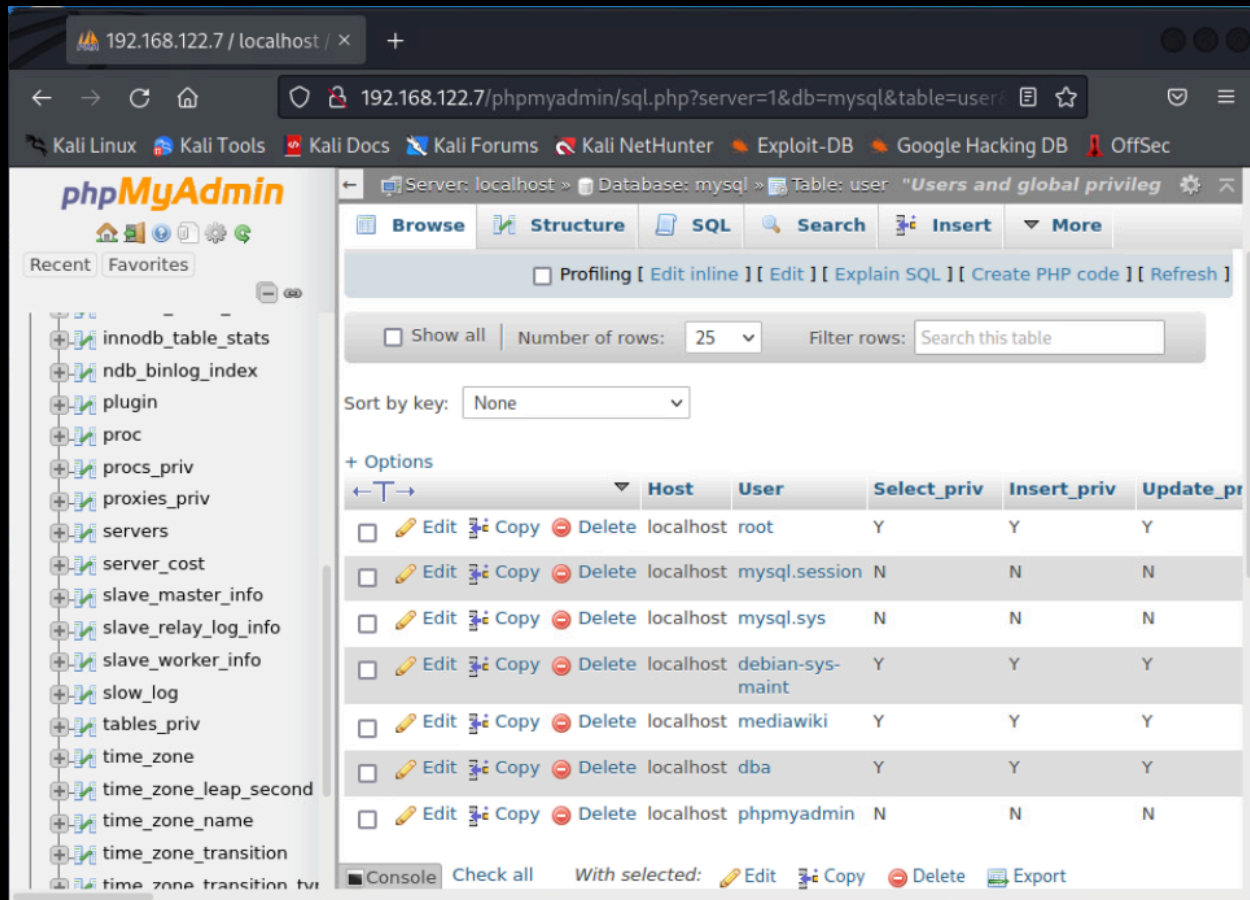 192.168.122.7 / localhost /
192.168.122.7/phpmyadmin/sql.php?server=1&db=mysql&table=user&
Kali Linux Kali Tools Kali Docs Kali Forums Kali NetHunter Exploit-DB Google Hacking DB OffSec
phpMyAdmin
Recent Favorites
innodb_table_stats
ndb_binlog_index
plugin
proc
procs_priv
proxies_priv
servers
server_cost
slave_master_info
slave_relay_log_info
slave_worker_info
slow_log
tables_priv
time_zone
time_zone_leap_second
time_zone_name
time_zone_transition
time_zone_transition_typ
Server: localhost » Database: mysql » Table: user "Users and global privileg
Browse Structure SQL Search Insert More
Profiling [ Edit inline ] [ Edit ] [ Explain SQL ] [ Create PHP code ] [ Refresh ]
Show all Number of rows: 25 Filter rows: Search this table
Sort by key: None
+ Options
←T→ Host User Select_priv Insert_priv Update_pr
Edit Copy Delete localhost root Y Y Y
Edit Copy Delete localhost mysql.session N N N
Edit Copy Delete localhost mysql.sys N N N
Edit Copy Delete localhost debian-sys- Y Y Y
maint
Edit Copy Delete localhost mediawiki Y Y Y
Edit Copy Delete localhost dba Y Y Y
Edit Copy Delete localhost phpmyadmin N N N
Console Check all With selected: Edit Copy Delete Export